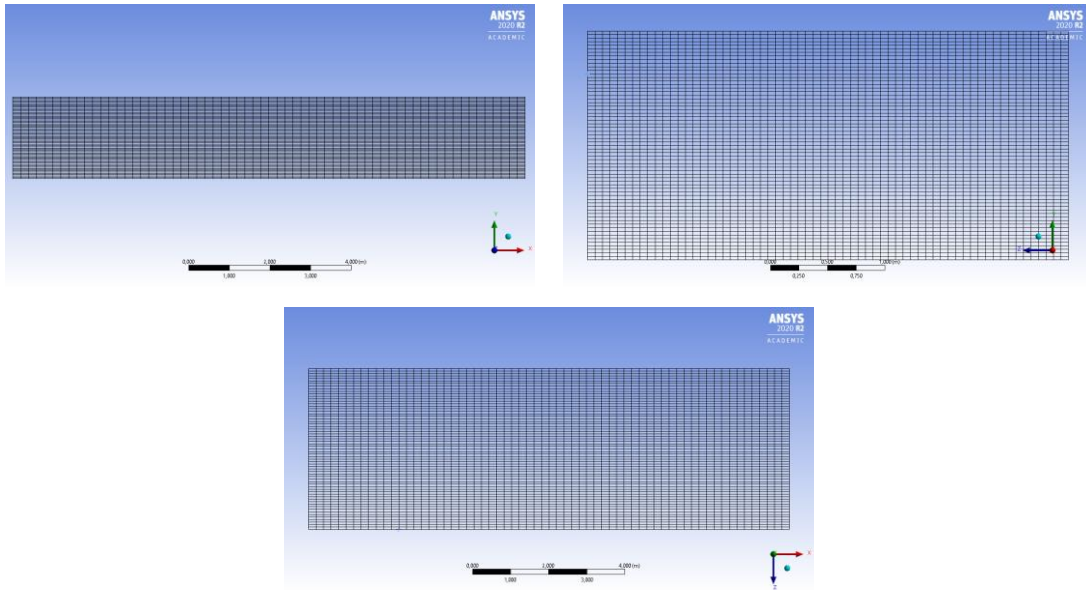 ANSYS
2020 R2
ACADEMIC
Y
X
0,000 2,000 4,000 (m)
1,000 3,000
ANSYS
2020 R2
ACADEMIC
Z
0,000 0,500 1,000 (m)
0,250 0,750
ANSYS
2020 R2
ACADEMIC
X
Z
0,000 2,000 4,000 (m)
1,000 3,000